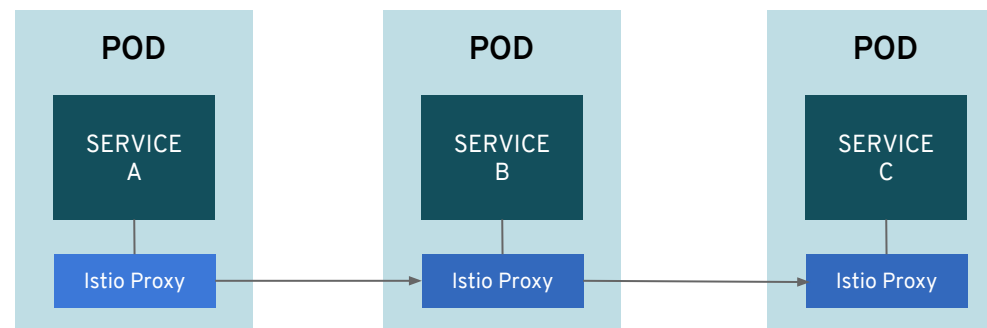 POD
POD
POD
SERVICE
A
SERVICE
B
SERVICE
C
Istio Proxy
Istio Proxy
Istio Proxy